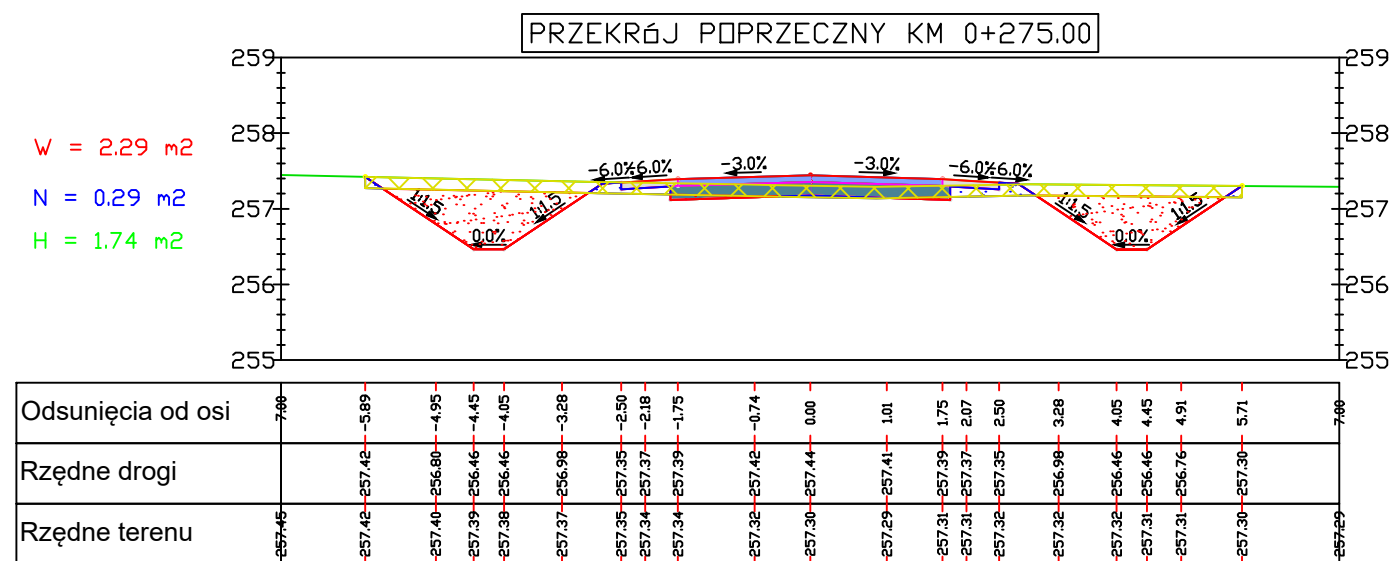 PRZEKRóJ POPRZECZNY KM 0+275.00
259 259
258 258
257 257
256 256
255 255
W = 2.29 m2
N = 0.29 m2
H = 1.74 m2
-6.0% -6.0% -3.0% -3.0% -6.0% -6.0%
1:1.5 1:1.5 1:1.5 1:1.5
0.0% 0.0%
Odsunięcia od osi -7.00 -5.89 -4.95 -4.45 -4.05 -3.28 -2.50 -2.18 -1.75 -0.74 0.00 1.01 1.75 2.07 2.50 3.28 4.05 4.45 4.91 5.71 7.00
Rzędne drogi 257.42 256.80 256.46 256.46 256.98 257.35 257.37 257.39 257.42 257.44 257.41 257.39 257.37 257.35 256.98 256.46 256.46 256.76 257.30
Rzędne terenu 257.45 257.42 257.40 257.39 257.38 257.37 257.35 257.34 257.34 257.32 257.30 257.29 257.31 257.31 257.32 257.32 257.32 257.31 257.31 257.30 257.29